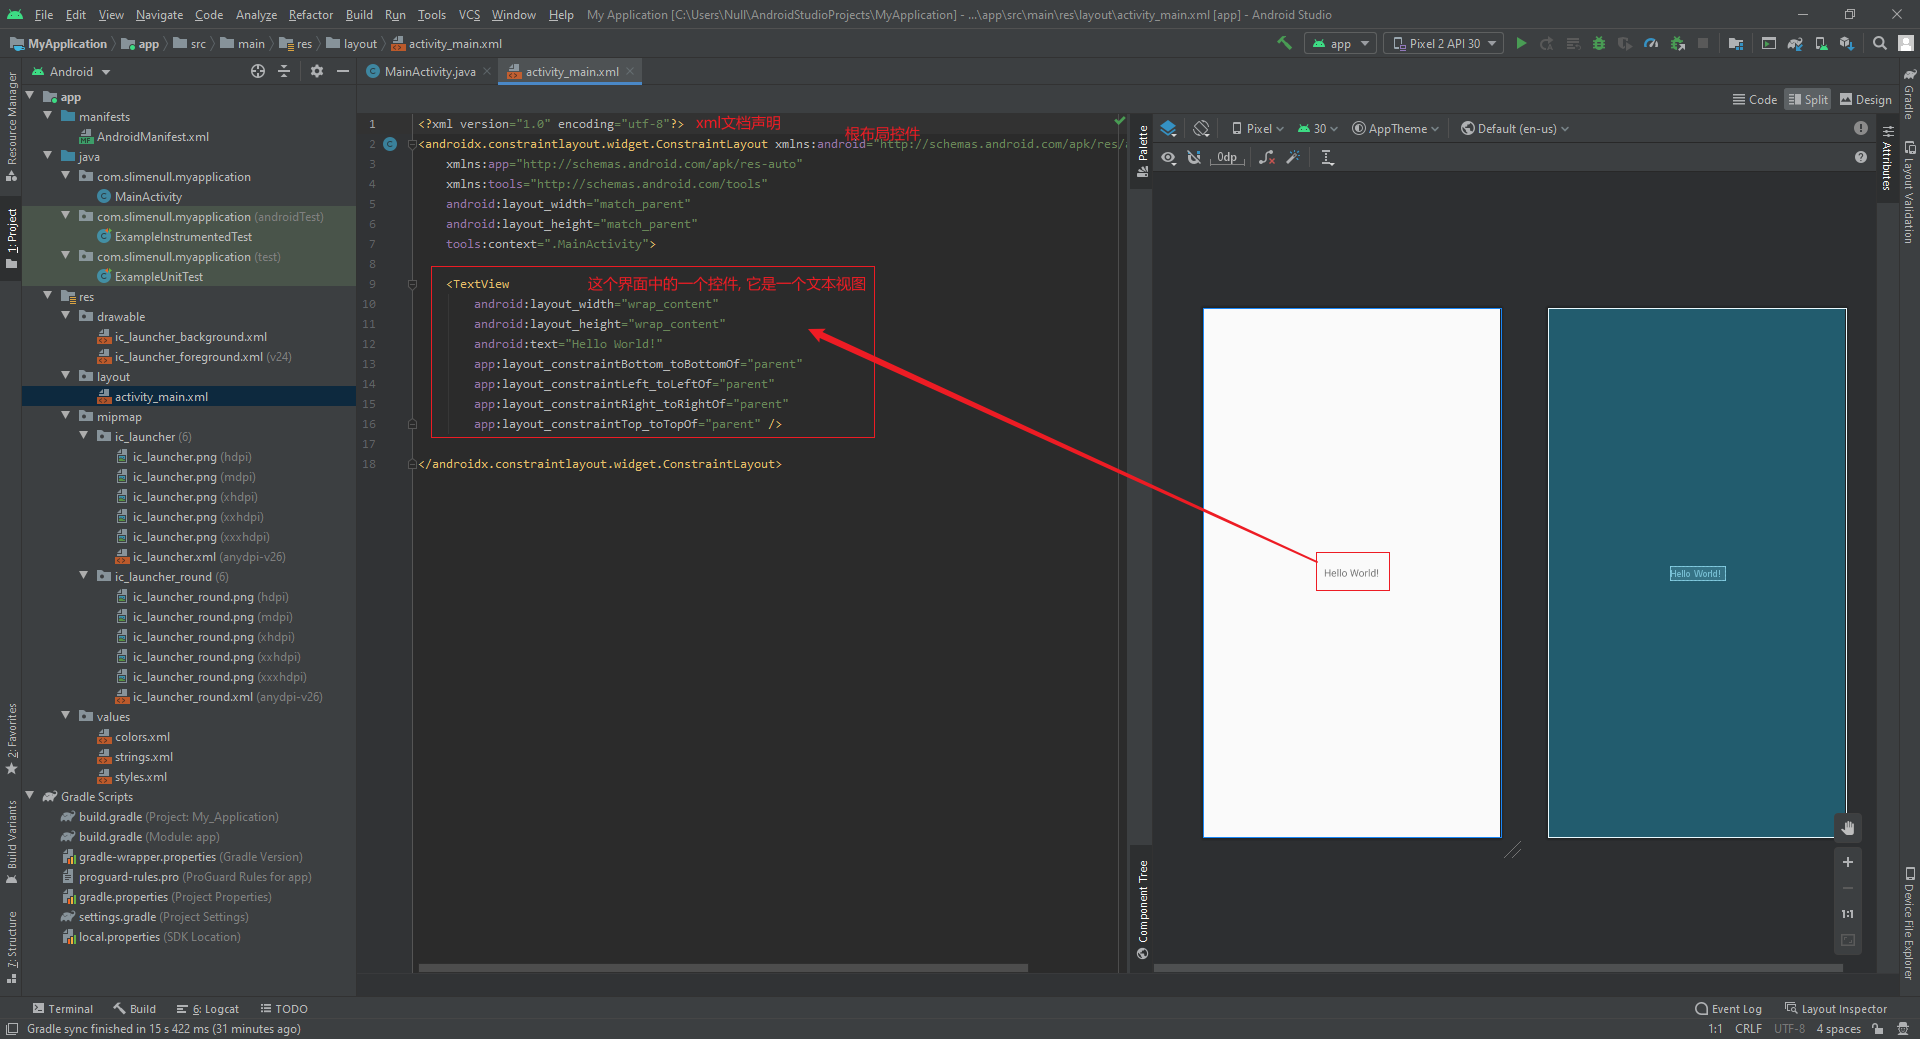 File Edit View Navigate Code Analyze Refactor Build Run Tools VCS Window Help My Application [C:\Users\Null\AndroidStudioProjects\MyApplication] - ...\app\src\main\res\layout\activity_main.xml [app] - Android Studio
MyApplication app src main res layout activity_main.xml
app Pixel 2 API 30
Android
MainActivity.java activity_main.xml
Code Split Design
Resource Manager
1: Project
2: Favorites
Build Variants
7: Structure
app
manifests
AndroidManifest.xml
java
com.slimenull.myapplication
MainActivity
com.slimenull.myapplication (androidTest)
ExampleInstrumentedTest
com.slimenull.myapplication (test)
ExampleUnitTest
res
drawable
ic_launcher_background.xml
ic_launcher_foreground.xml (v24)
layout
activity_main.xml
mipmap
ic_launcher (6)
ic_launcher.png (hdpi)
ic_launcher.png (mdpi)
ic_launcher.png (xhdpi)
ic_launcher.png (xxhdpi)
ic_launcher.png (xxxhdpi)
ic_launcher.xml (anydpi-v26)
ic_launcher_round (6)
ic_launcher_round.png (hdpi)
ic_launcher_round.png (mdpi)
ic_launcher_round.png (xhdpi)
ic_launcher_round.png (xxhdpi)
ic_launcher_round.png (xxxhdpi)
ic_launcher_round.xml (anydpi-v26)
values
colors.xml
strings.xml
styles.xml
Gradle Scripts
build.gradle (Project: My_Application)
build.gradle (Module: app)
gradle-wrapper.properties (Gradle Version)
proguard-rules.pro (ProGuard Rules for app)
gradle.properties (Project Properties)
settings.gradle (Project Settings)
local.properties (SDK Location)
1 <?xml version="1.0" encoding="utf-8"?> xml文档声明
根布局控件
2 <androidx.constraintlayout.widget.ConstraintLayout xmlns:android="http://schemas.android.com/apk/res/
3 xmlns:app="http://schemas.android.com/apk/res-auto"
4 xmlns:tools="http://schemas.android.com/tools"
5 android:layout_width="match_parent"
6 android:layout_height="match_parent"
7 tools:context=".MainActivity">
8
9 <TextView 这个界面中的一个控件, 它是一个文本视图
10 android:layout_width="wrap_content"
11 android:layout_height="wrap_content"
12 android:text="Hello World!"
13 app:layout_constraintBottom_toBottomOf="parent"
14 app:layout_constraintLeft_toLeftOf="parent"
15 app:layout_constraintRight_toRightOf="parent"
16 app:layout_constraintTop_toTopOf="parent" />
17
18 </androidx.constraintlayout.widget.ConstraintLayout>
Palette
Component Tree
Pixel 30 AppTheme Default (en-us)
0dp
Hello World!
Hello World!
1:1
Attributes
Gradle
Layout Validation
Device File Explorer
Terminal Build 6: Logcat TODO Event Log Layout Inspector
Gradle sync finished in 15 s 422 ms (31 minutes ago) 1:1 CRLF UTF-8 4 spaces